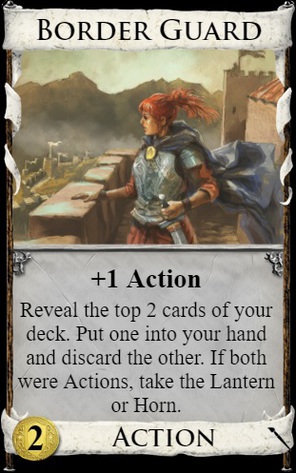 BORDER GUARD
+1 Action
Reveal the top 2 cards of your
deck. Put one into your hand
and discard the other. If both
were Actions, take the Lantern
or Horn.
2
ACTION